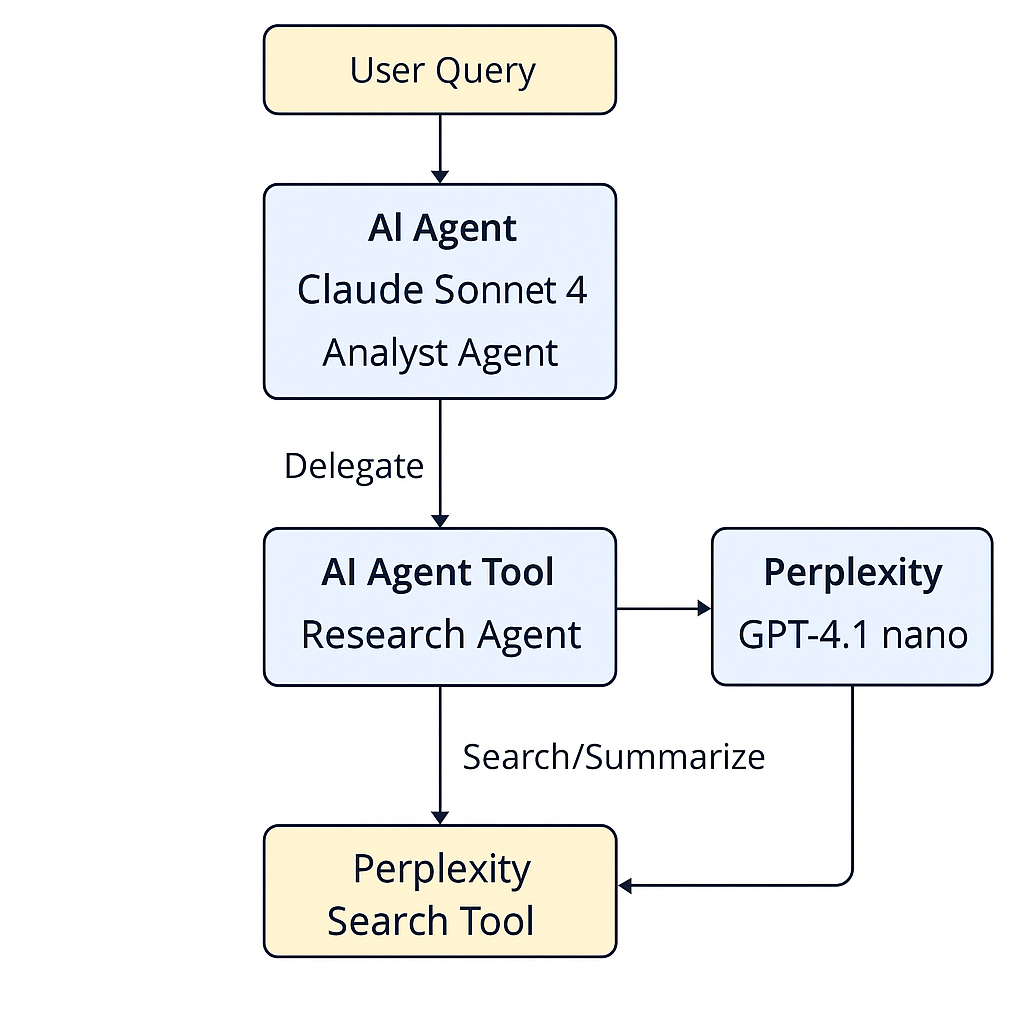 User Query
AI Agent
Claude Sonnet 4
Analyst Agent
Delegate
AI Agent Tool
Research Agent
Perplexity
GPT-4.1 nano
Search/Summarize
Perplexity
Search Tool